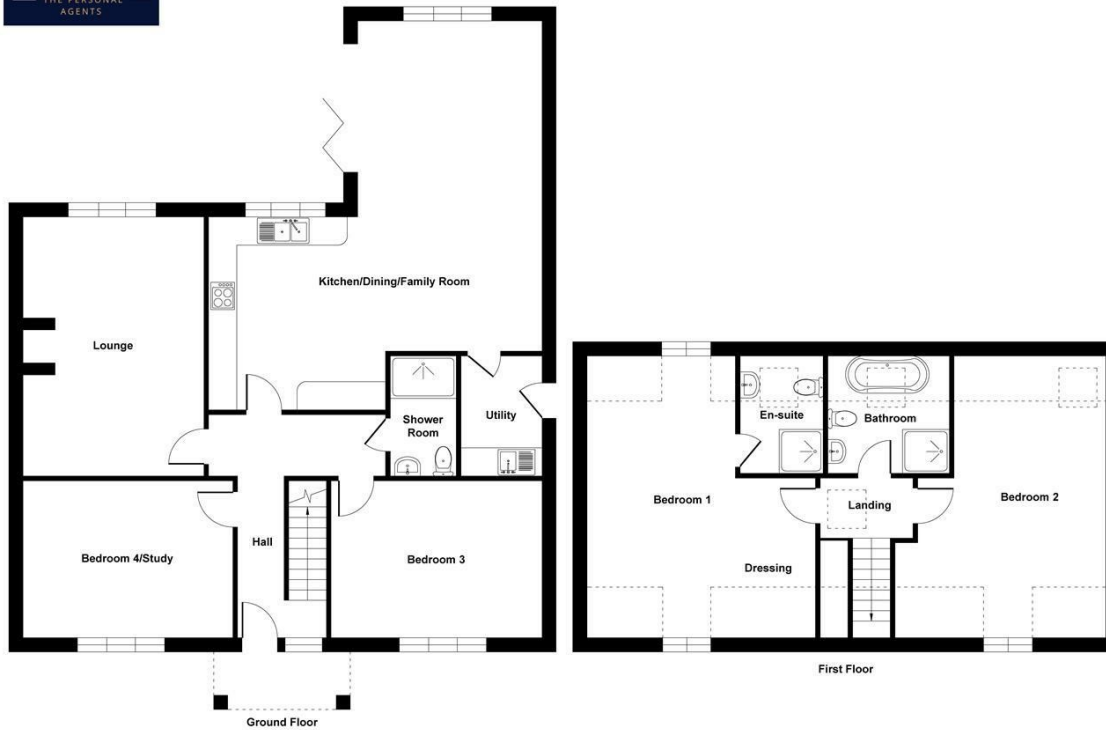 THE PERSONAL
AGENTS
Kitchen/Dining/Family Room
Lounge
Shower
Room
Utility
Bedroom 4/Study
Hall
Bedroom 3
Ground Floor
En-suite
Bathroom
Bedroom 1
Landing
Bedroom 2
Dressing
First Floor